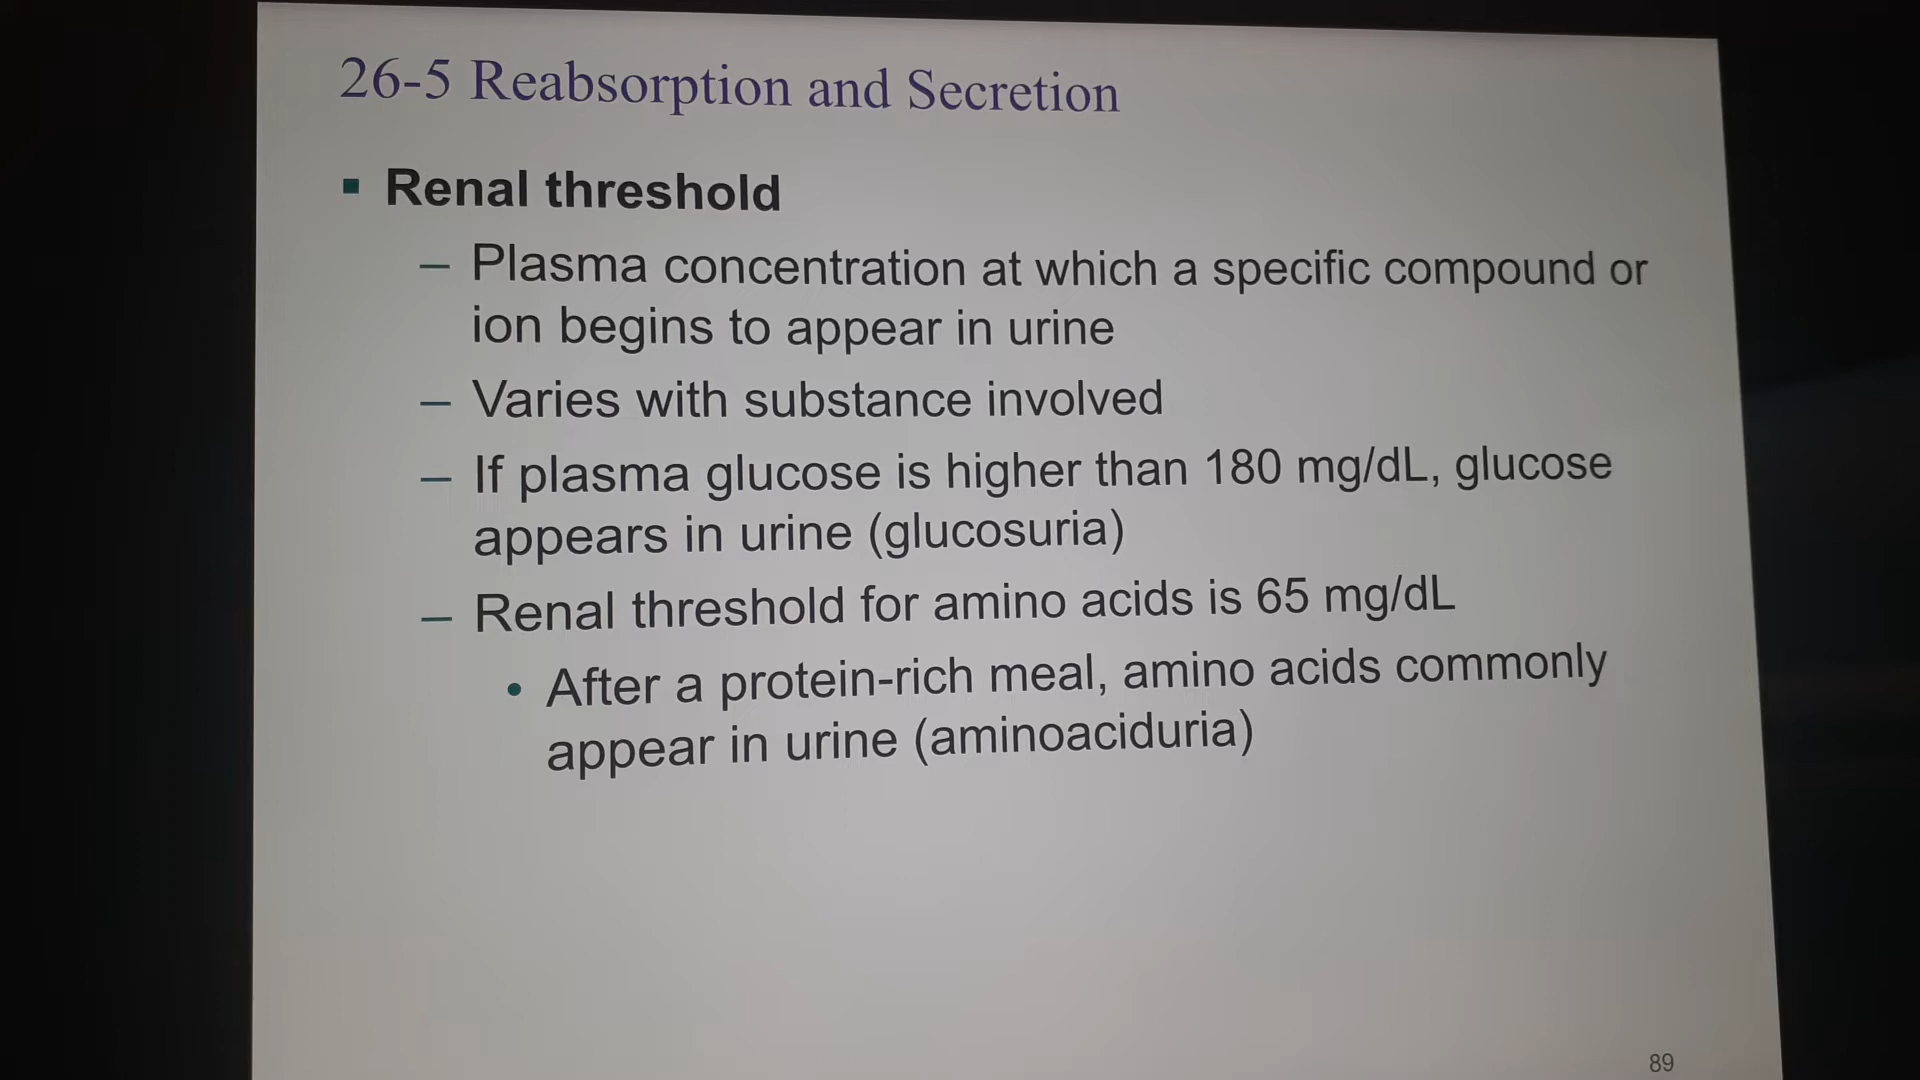 26-5 Reabsorption and Secretion
▪ Renal threshold
– Plasma concentration at which a specific compound or
ion begins to appear in urine
– Varies with substance involved
– If plasma glucose is higher than 180 mg/dL, glucose
appears in urine (glucosuria)
– Renal threshold for amino acids is 65 mg/dL
• After a protein-rich meal, amino acids commonly
appear in urine (aminoaciduria)
89